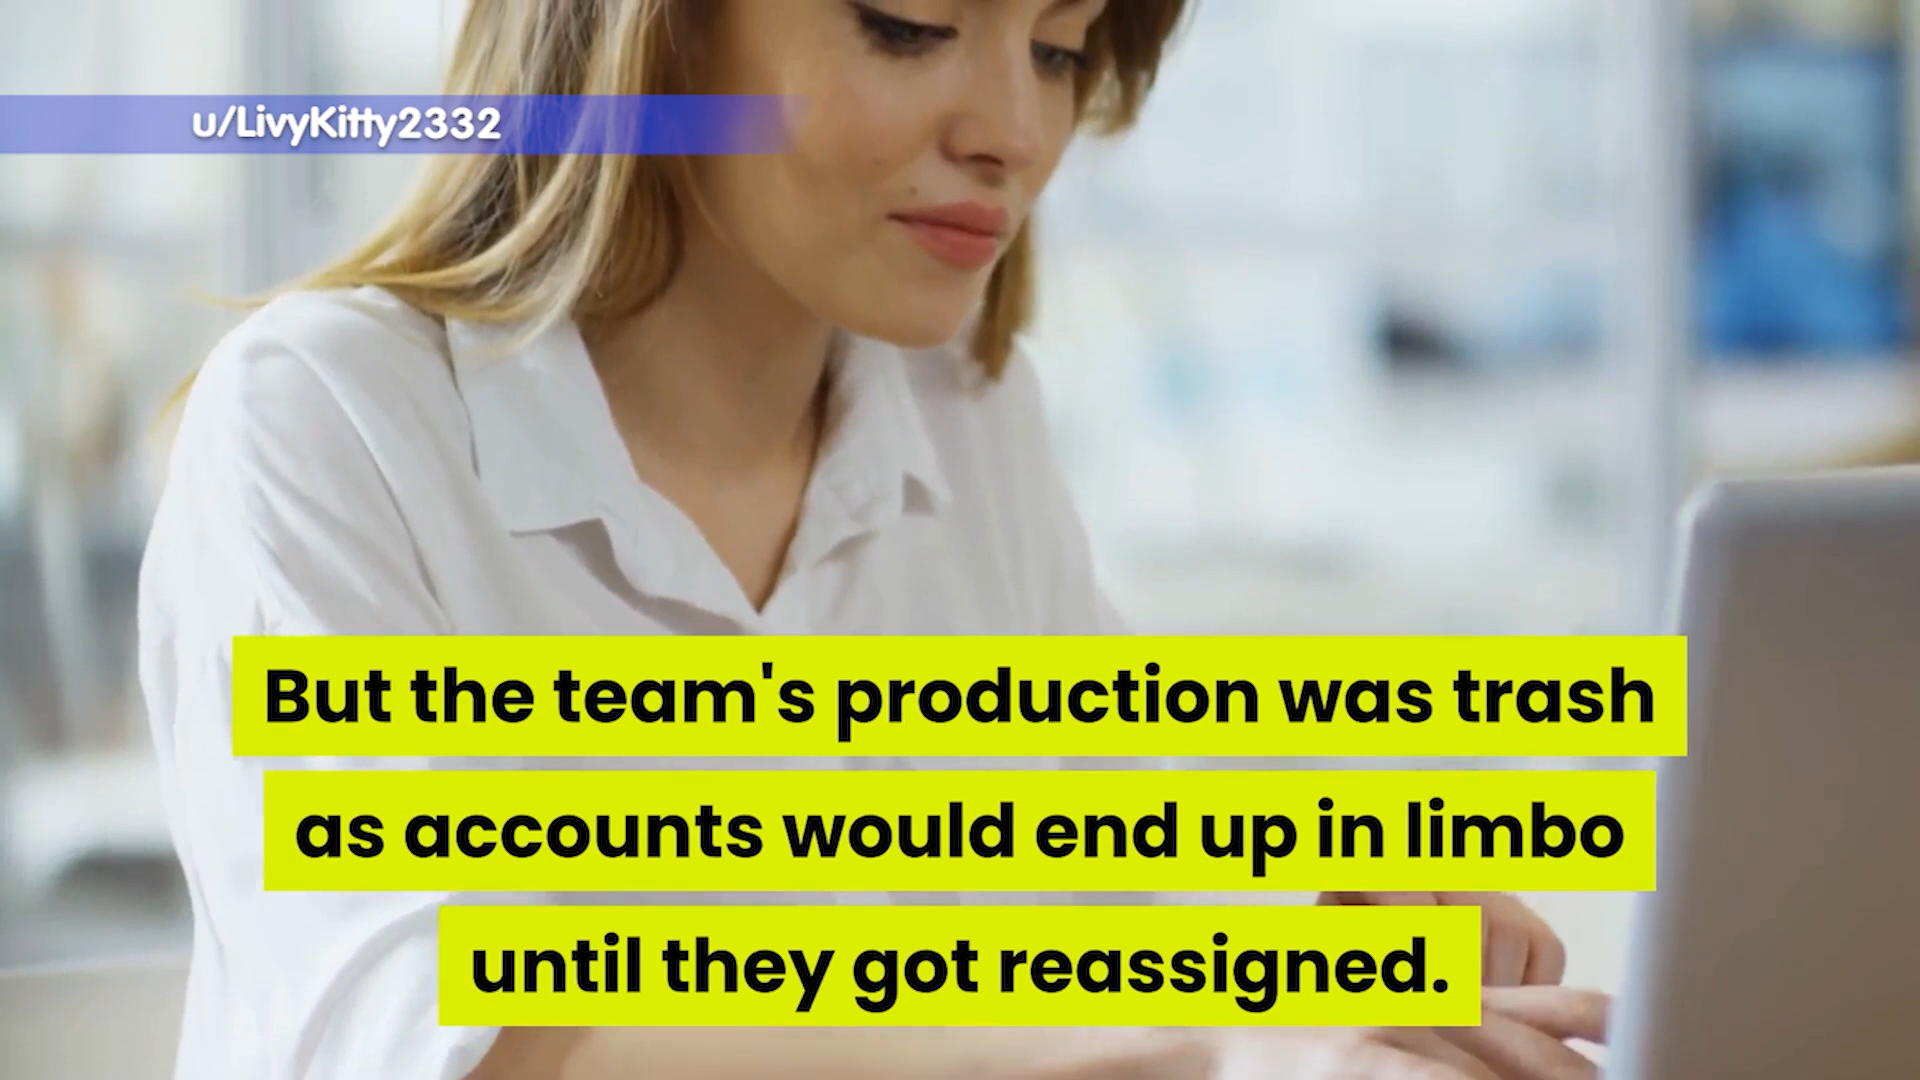 u/LivyKitty2332
But the team's production was trash
as accounts would end up in limbo
until they got reassigned.